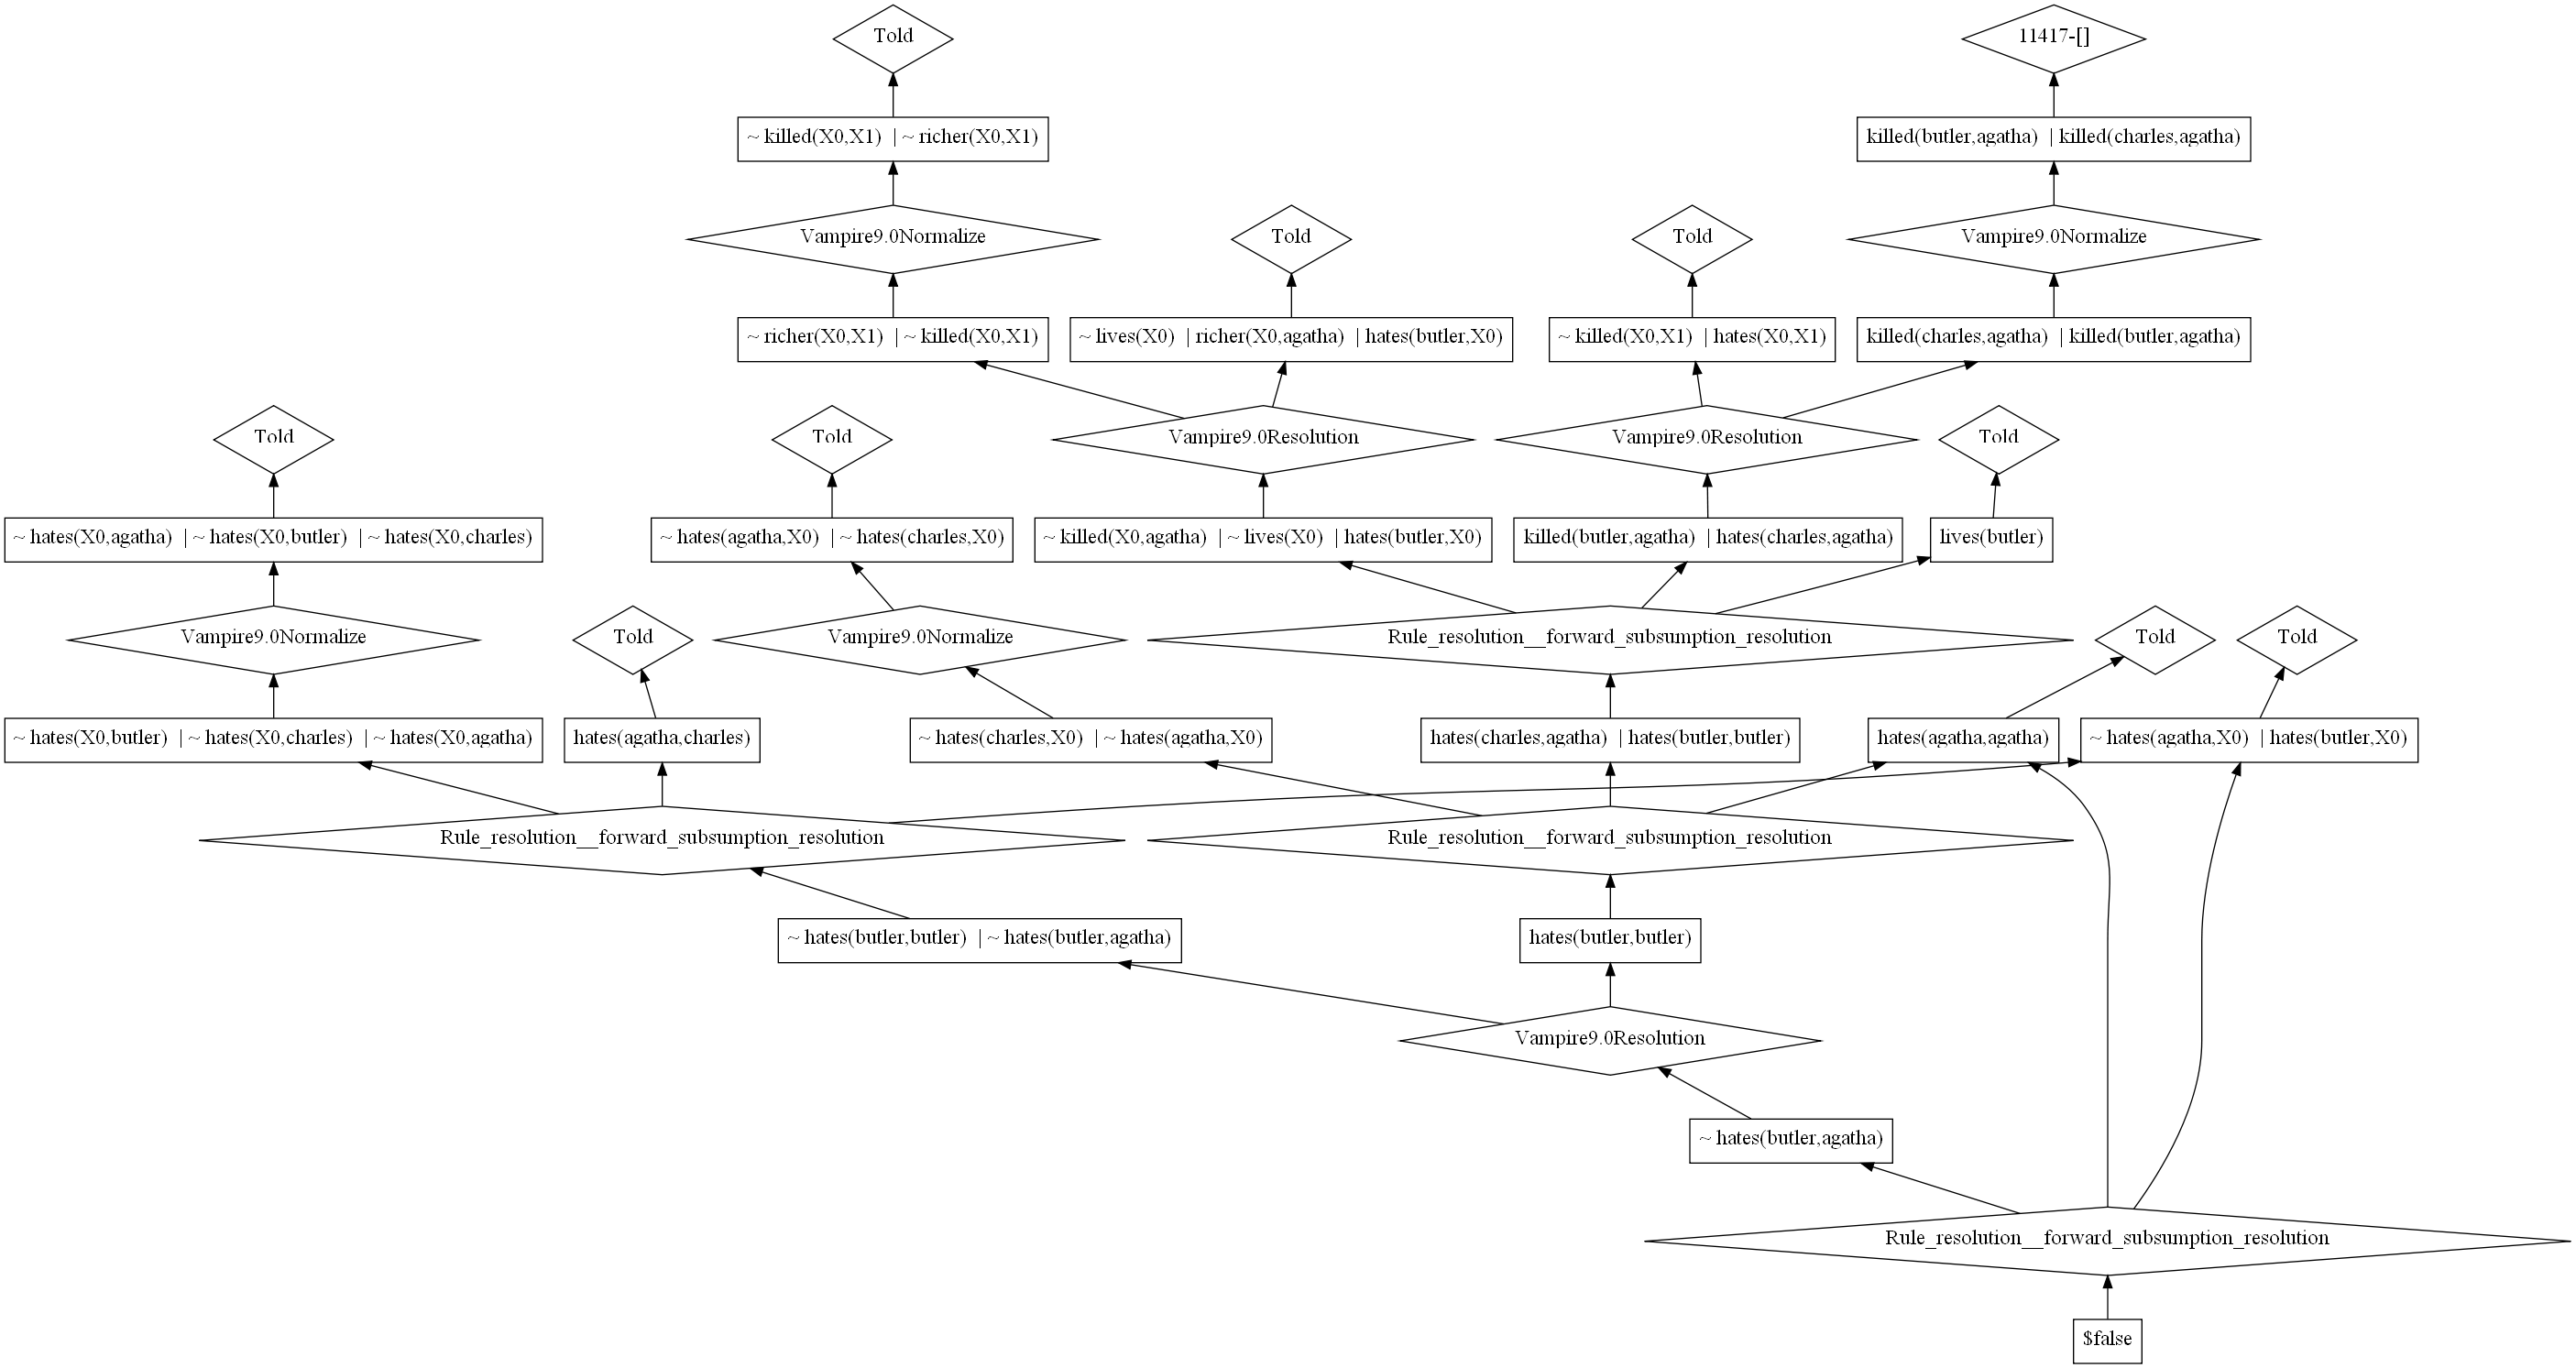 Told
11417-[]
~ killed(X0,X1) | ~ richer(X0,X1)
killed(butler,agatha) | killed(charles,agatha)
Vampire9.0Normalize
Told
Told
Vampire9.0Normalize
~ richer(X0,X1) | ~ killed(X0,X1)
~ lives(X0) | richer(X0,agatha) | hates(butler,X0)
~ killed(X0,X1) | hates(X0,X1)
killed(charles,agatha) | killed(butler,agatha)
Told
Told
Vampire9.0Resolution
Vampire9.0Resolution
Told
~ hates(X0,agatha) | ~ hates(X0,butler) | ~ hates(X0,charles)
~ hates(agatha,X0) | ~ hates(charles,X0)
~ killed(X0,agatha) | ~ lives(X0) | hates(butler,X0)
killed(butler,agatha) | hates(charles,agatha)
lives(butler)
Vampire9.0Normalize
Told
Vampire9.0Normalize
Rule_resolution__forward_subsumption_resolution
Told
Told
~ hates(X0,butler) | ~ hates(X0,charles) | ~ hates(X0,agatha)
hates(agatha,charles)
~ hates(charles,X0) | ~ hates(agatha,X0)
hates(charles,agatha) | hates(butler,butler)
hates(agatha,agatha)
~ hates(agatha,X0) | hates(butler,X0)
Rule_resolution__forward_subsumption_resolution
Rule_resolution__forward_subsumption_resolution
~ hates(butler,butler) | ~ hates(butler,agatha)
hates(butler,butler)
Vampire9.0Resolution
~ hates(butler,agatha)
Rule_resolution__forward_subsumption_resolution
$false